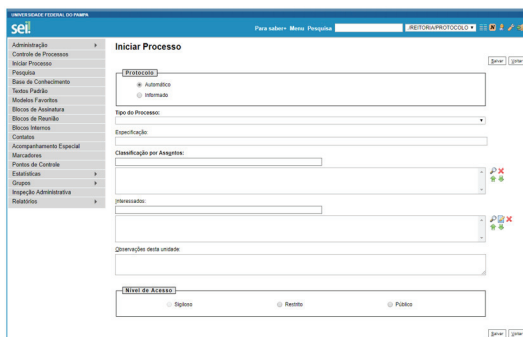 UNIVERSIDADE FEDERAL DO PAMPA
sei!
Para saber+ Menu Pesquisa
/REITORIA/PROTOCOLO
Administração
Controle de Processos
Iniciar Processo
Pesquisa
Base de Conhecimento
Textos Padrão
Modelos Favoritos
Blocos de Assinatura
Blocos de Reunião
Blocos Internos
Contatos
Acompanhamento Especial
Marcadores
Pontos de Controle
Estatísticas
Grupos
Inspeção Administrativa
Relatórios
Iniciar Processo
Salvar Voltar
Protocolo
Automático
Informado
Tipo do Processo:
Especificação:
Classificação por Assuntos:
Interessados:
Observações desta unidade:
Nível de Acesso
Sigiloso Restrito Público
Salvar Voltar